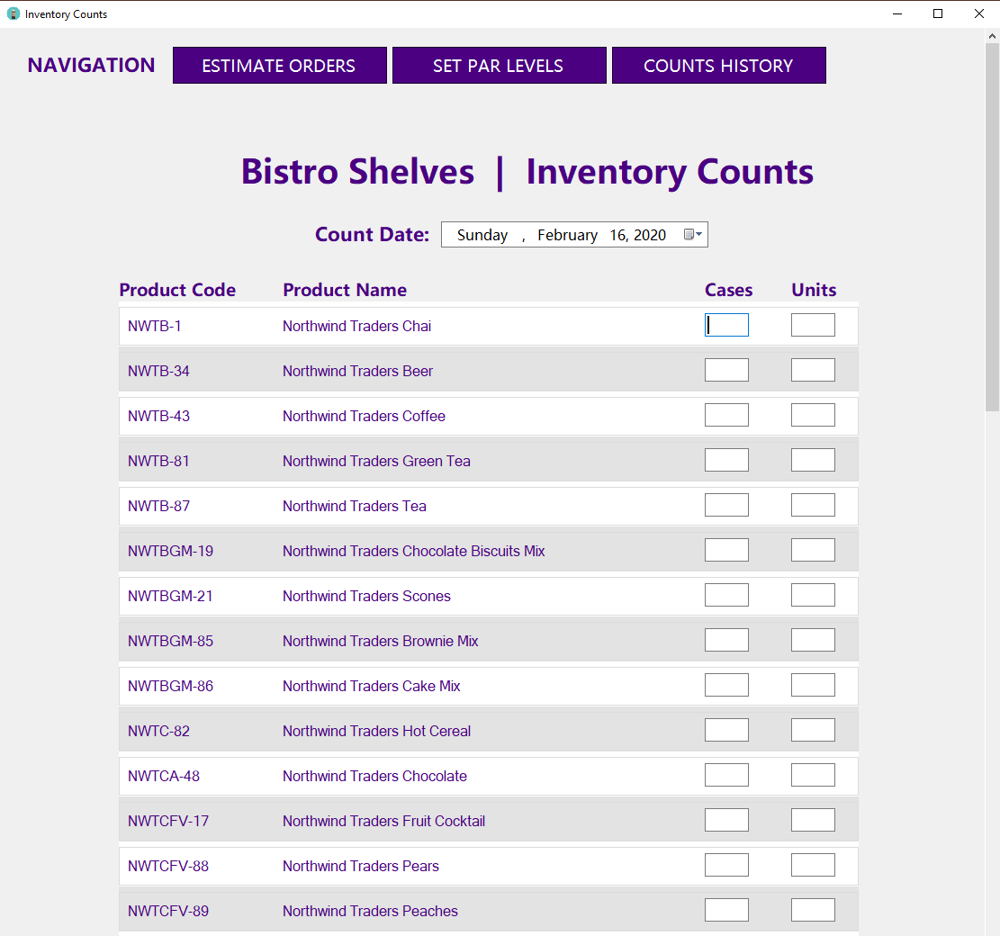 Inventory Counts
NAVIGATION ESTIMATE ORDERS SET PAR LEVELS COUNTS HISTORY
Bistro Shelves | Inventory Counts
Count Date: Sunday , February 16, 2020
Product Code Product Name Cases Units
NWTB-1 Northwind Traders Chai
NWTB-34 Northwind Traders Beer
NWTB-43 Northwind Traders Coffee
NWTB-81 Northwind Traders Green Tea
NWTB-87 Northwind Traders Tea
NWTBGM-19 Northwind Traders Chocolate Biscuits Mix
NWTBGM-21 Northwind Traders Scones
NWTBGM-85 Northwind Traders Brownie Mix
NWTBGM-86 Northwind Traders Cake Mix
NWTC-82 Northwind Traders Hot Cereal
NWTCA-48 Northwind Traders Chocolate
NWTCFV-17 Northwind Traders Fruit Cocktail
NWTCFV-88 Northwind Traders Pears
NWTCFV-89 Northwind Traders Peaches